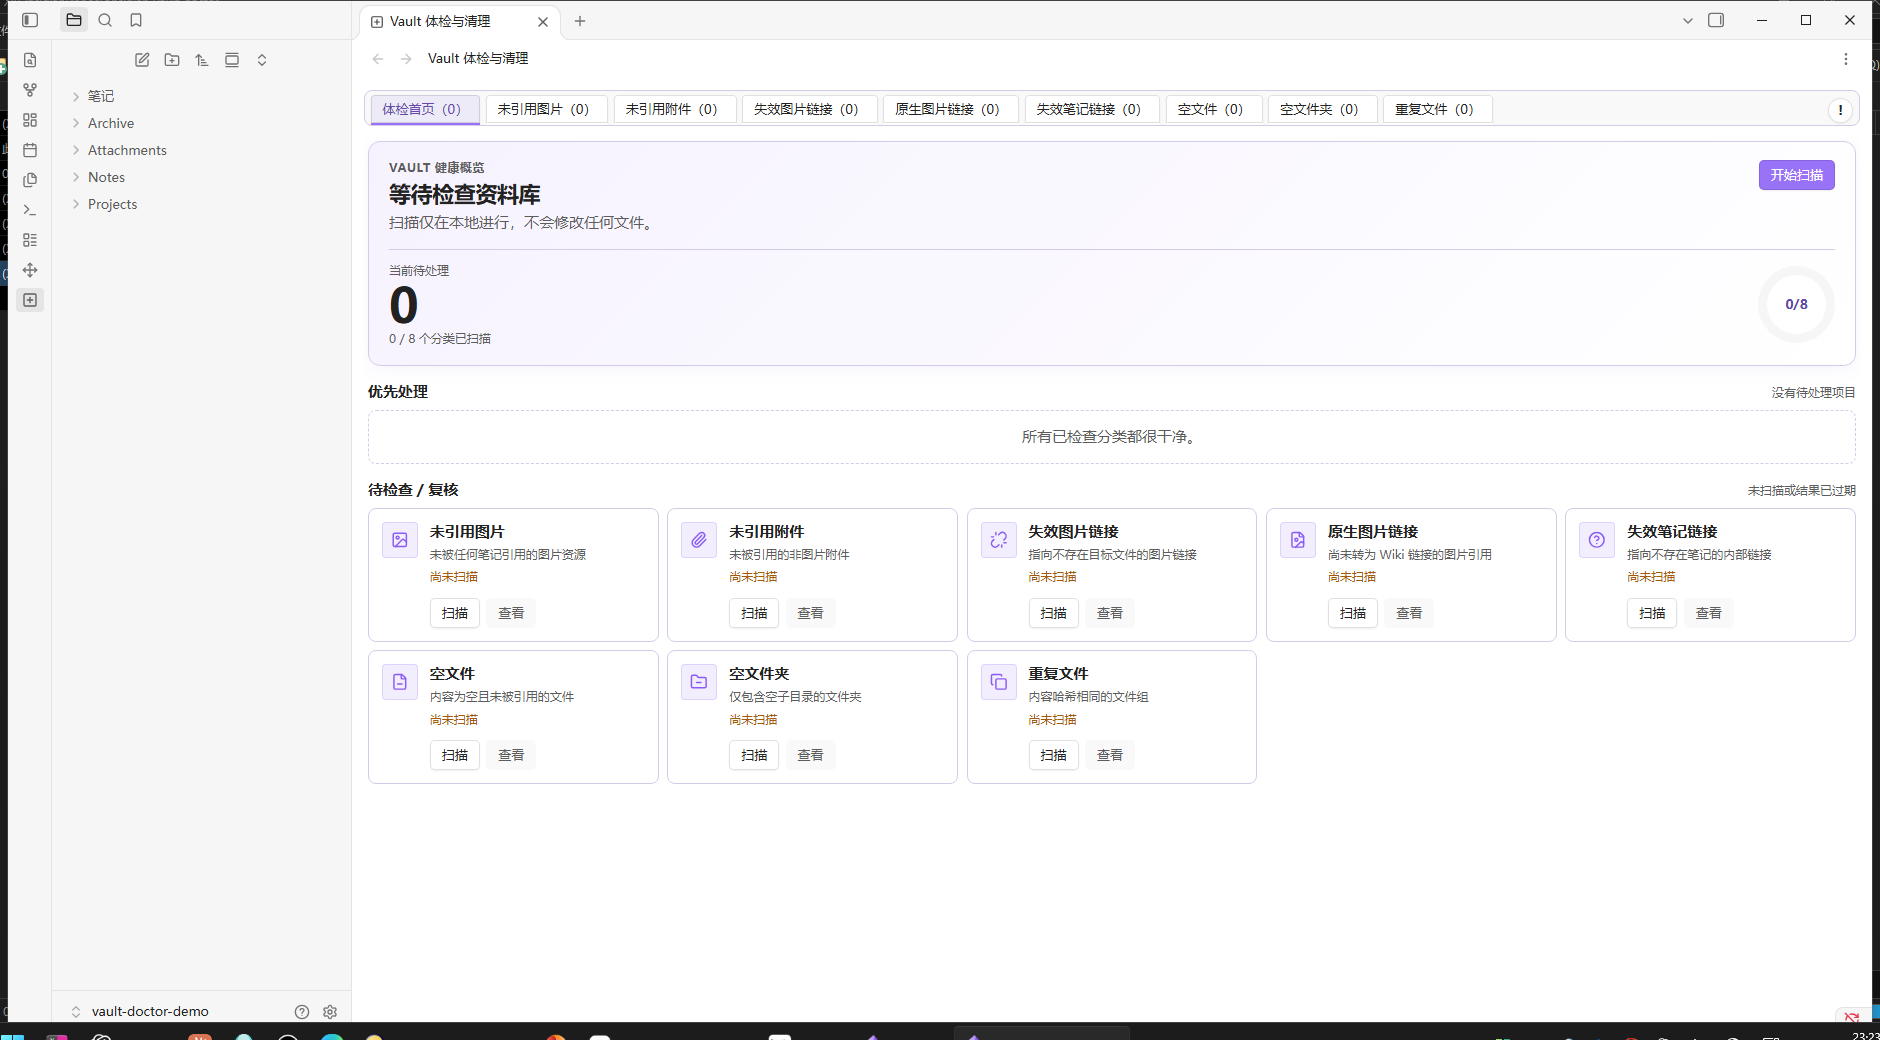 Vault 体检与清理
Vault 体检与清理
笔记
Archive
Attachments
Notes
Projects
体检首页（0）
未引用图片（0）
未引用附件（0）
失效图片链接（0）
原生图片链接（0）
失效笔记链接（0）
空文件（0）
空文件夹（0）
重复文件（0）
!
VAULT 健康概览
等待检查资料库
扫描仅在本地进行，不会修改任何文件。
开始扫描
当前待处理
0
0 / 8 个分类已扫描
0/8
优先处理
没有待处理项目
所有已检查分类都很干净。
待检查 / 复核
未扫描或结果已过期
未引用图片
未被任何笔记引用的图片资源
尚未扫描
扫描
查看
未引用附件
未被引用的非图片附件
尚未扫描
扫描
查看
失效图片链接
指向不存在目标文件的图片链接
尚未扫描
扫描
查看
原生图片链接
尚未转为 Wiki 链接的图片引用
尚未扫描
扫描
查看
失效笔记链接
指向不存在笔记的内部链接
尚未扫描
扫描
查看
空文件
内容为空且未被引用的文件
尚未扫描
扫描
查看
空文件夹
仅包含空子目录的文件夹
尚未扫描
扫描
查看
重复文件
内容哈希相同的文件组
尚未扫描
扫描
查看
vault-doctor-demo
23:23